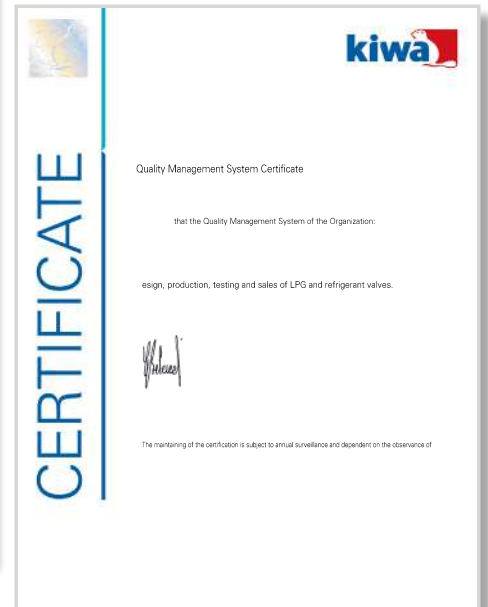 kiwa
CERTIFICATE
Quality Management System Certificate
that the Quality Management System of the Organization:
esign, production, testing and sales of LPG and refrigerant valves.
The maintaining of the certification is subject to annual surveillance and dependent on the observance of